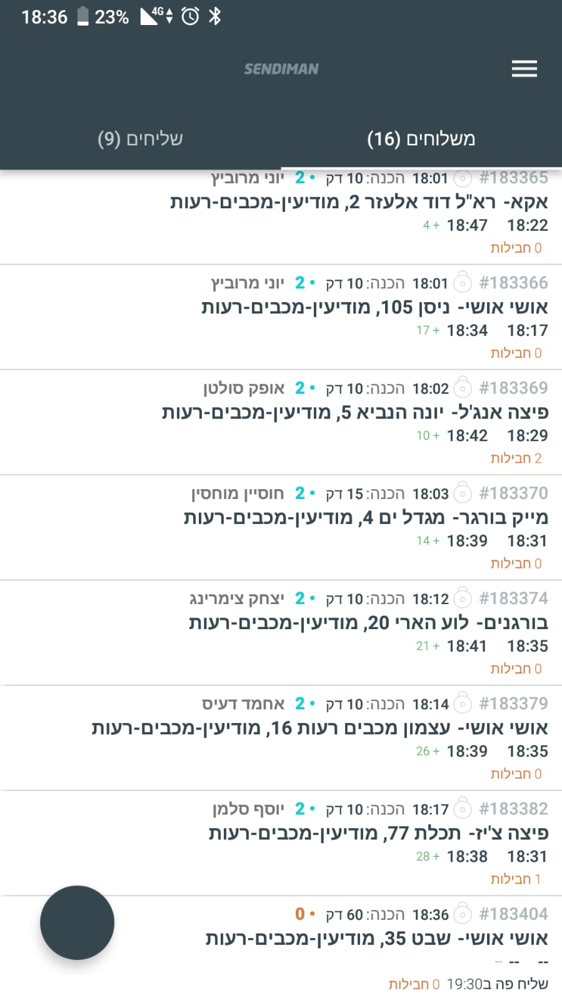 18:36 23% 4G
SENDIMAN
משלוחים (16)
שליחים (9)
#183365 18:01 הכנה: 10 דק • 2 יוני מרוביץ
אקא- רא"ל דוד אלעזר 2, מודיעין-מכבים-רעות
18:22 18:47 + 4
0 חבילות
#183366 18:01 הכנה: 10 דק • 2 יוני מרוביץ
אושי אושי- ניסן 105, מודיעין-מכבים-רעות
18:17 18:34 + 17
0 חבילות
#183369 18:02 הכנה: 10 דק • 2 אופק סולטן
פיצה אנג'ל- יונה הנביא 5, מודיעין-מכבים-רעות
18:29 18:42 + 10
2 חבילות
#183370 18:03 הכנה: 15 דק • 2 חוסיין מוחסין
מייק בורגר- מגדל ים 4, מודיעין-מכבים-רעות
18:31 18:39 + 14
0 חבילות
#183374 18:12 הכנה: 10 דק • 2 יצחק צימרינג
בורגנים- לוע הארי 20, מודיעין-מכבים-רעות
18:35 18:41 + 21
0 חבילות
#183379 18:14 הכנה: 10 דק • 2 אחמד דעיס
אושי אושי- עצמון מכבים רעות 16, מודיעין-מכבים-רעות
18:35 18:39 + 26
0 חבילות
#183382 18:17 הכנה: 10 דק • 2 יוסף סלמן
פיצה צ'יז- תכלת 77, מודיעין-מכבים-רעות
18:31 18:38 + 28
1 חבילות
#183404 18:36 הכנה: 60 דק • 0
אושי אושי- שבט 35, מודיעין-מכבים-רעות
-- -- --
שליח פה ב19:30 0 חבילות